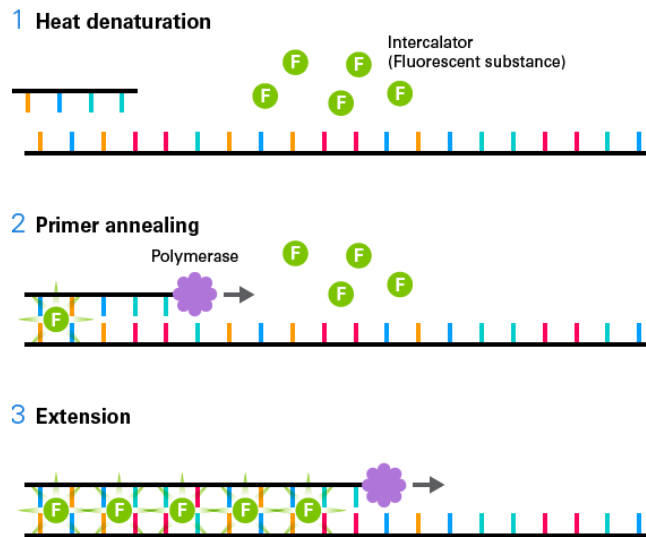 1 Heat denaturation
Intercalator
(Fluorescent substance)
F F
F F F
2 Primer annealing
Polymerase
F F
F F F
3 Extension
F F F F F